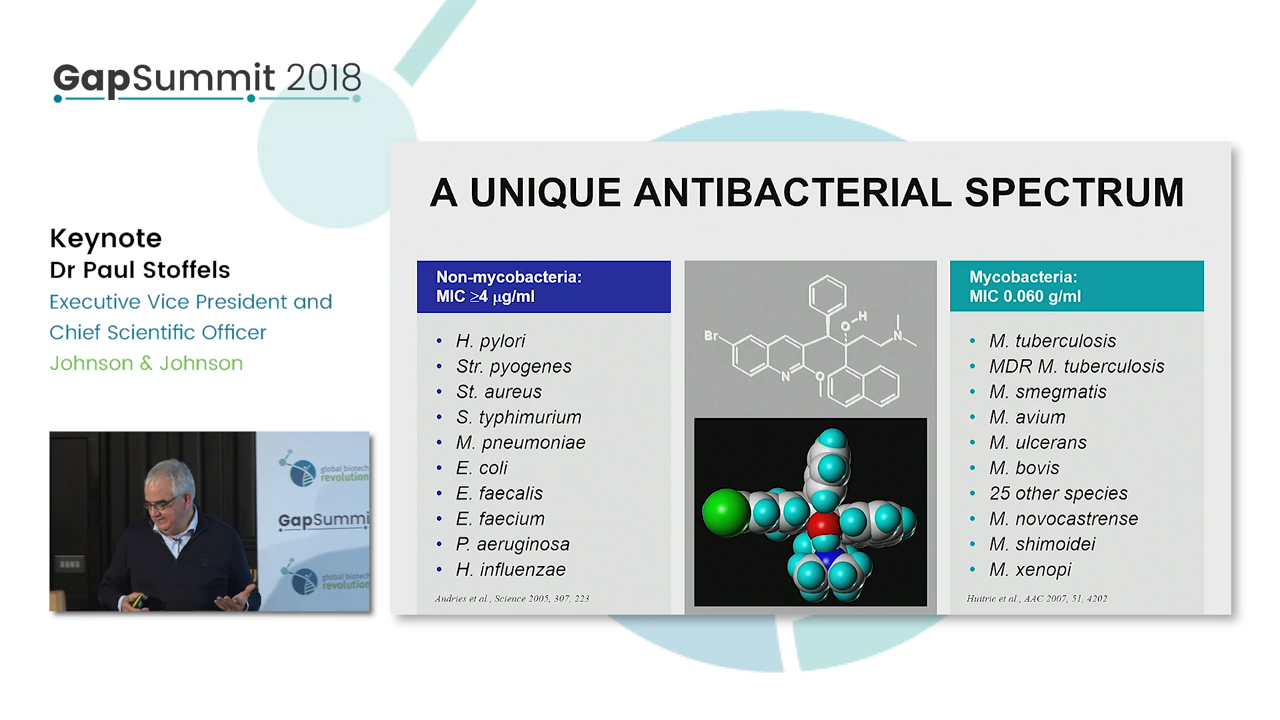 GapSummit 2018
Keynote
Dr Paul Stoffels
Executive Vice President and
Chief Scientific Officer
Johnson & Johnson
global biotech
revolution
GapSummi
global biotech
revolution
A UNIQUE ANTIBACTERIAL SPECTRUM
Non-mycobacteria:
MIC ≥4 µg/ml
• H. pylori
• Str. pyogenes
• St. aureus
• S. typhimurium
• M. pneumoniae
• E. coli
• E. faecalis
• E. faecium
• P. aeruginosa
• H. influenzae
Andries et al., Science 2005, 307, 223
Br
N
O
O
H
N
Mycobacteria:
MIC 0.060 g/ml
• M. tuberculosis
• MDR M. tuberculosis
• M. smegmatis
• M. avium
• M. ulcerans
• M. bovis
• 25 other species
• M. novocastrense
• M. shimoidei
• M. xenopi
Huitric et al., AAC 2007, 51, 4202